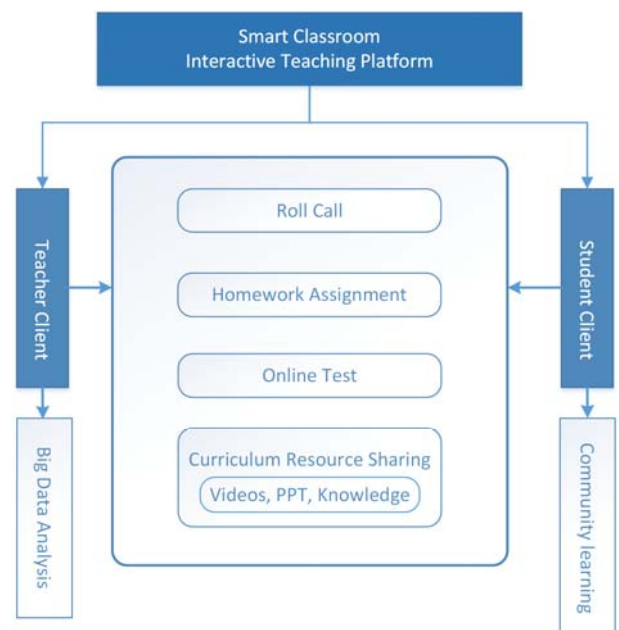 Smart Classroom
Interactive Teaching Platform
Teacher Client
Roll Call
Homework Assignment
Online Test
Curriculum Resource Sharing
Videos, PPT, Knowledge
Student Client
Big Data Analysis
Community learning